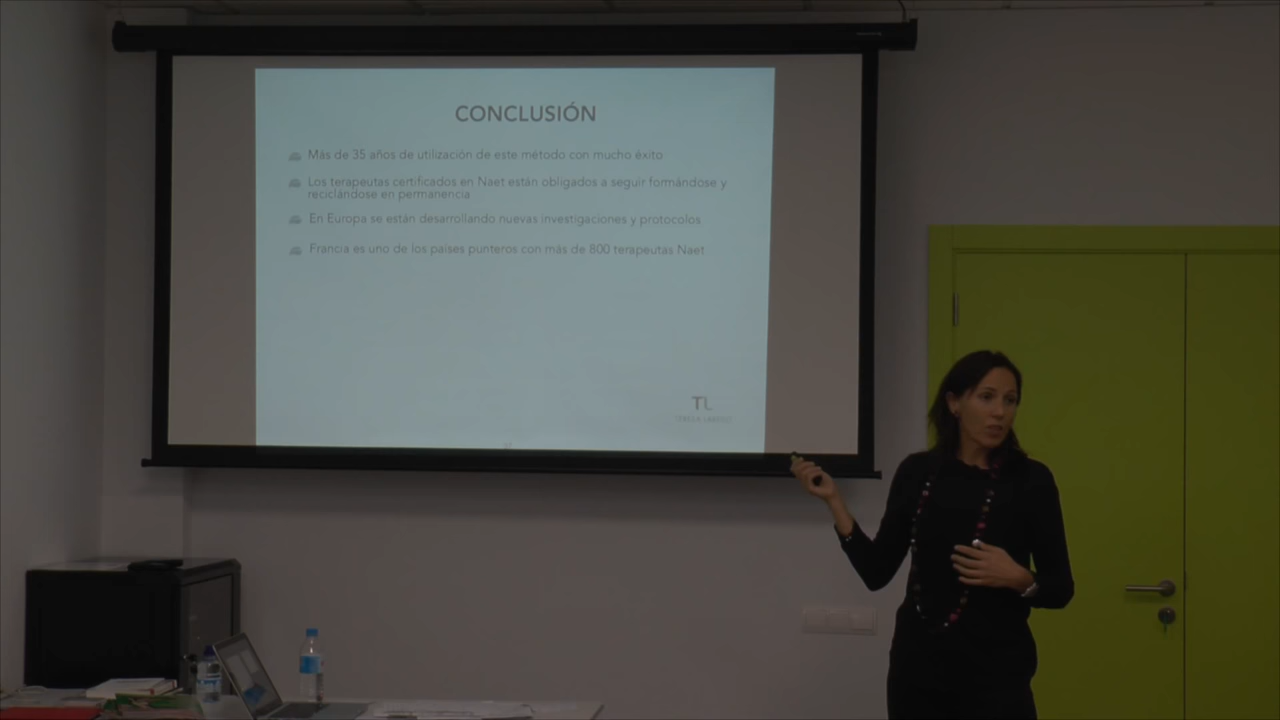 CONCLUSIÓN
Más de 35 años de utilización de este método con mucho éxito
Los terapeutas certificados en Naet están obligados a seguir formándose y
reciclándose en permanencia
En Europa se están desarrollando nuevas investigaciones y protocolos
Francia es uno de los países punteros con más de 800 terapeutas Naet
TL